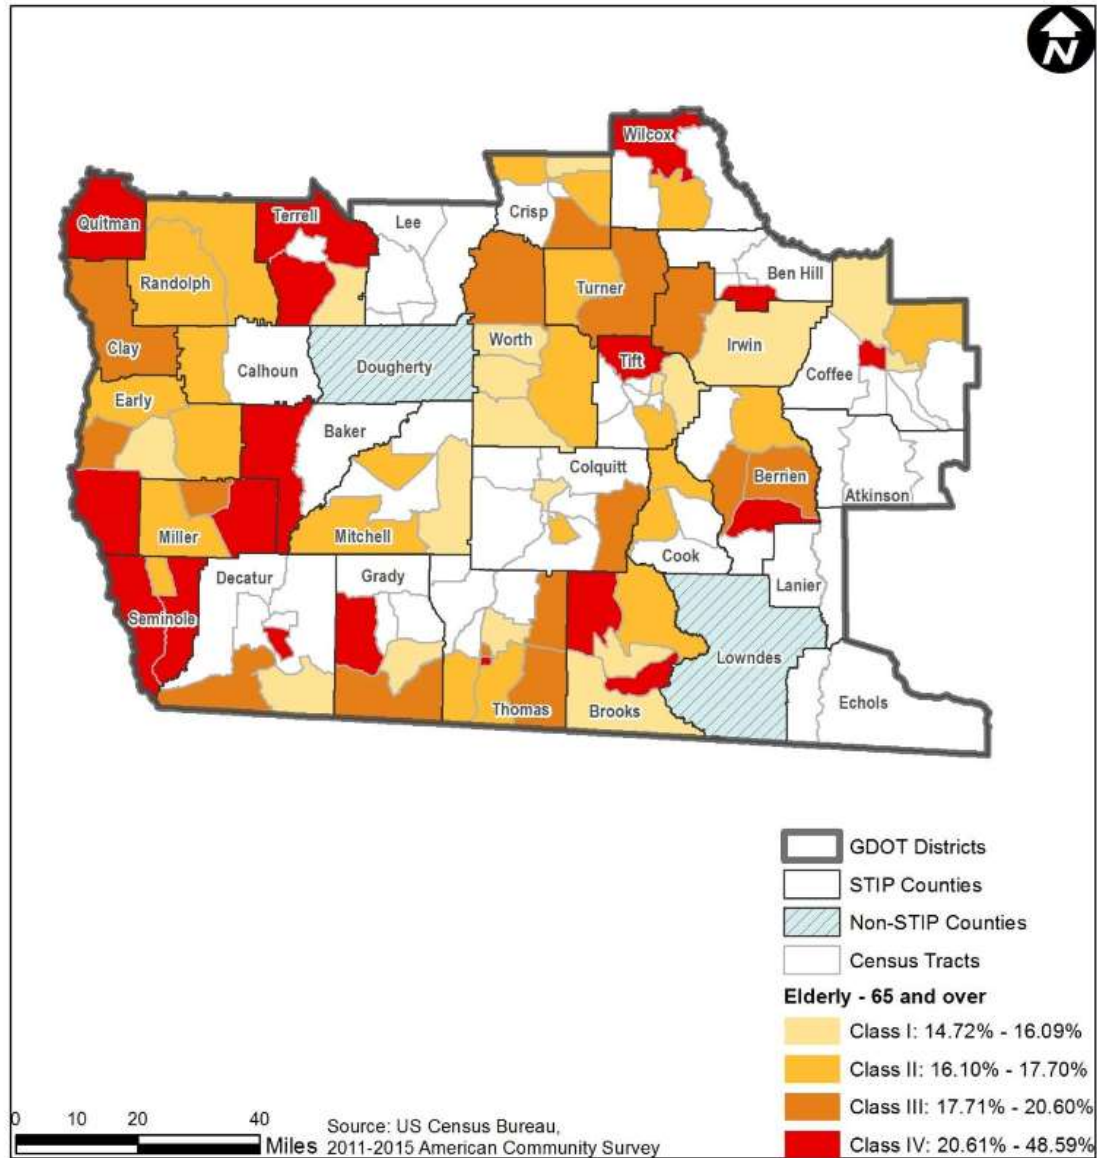 N
Wilcox
Crisp
Lee
Terrell
Quitman
Ben Hill
Randolph
Turner
Worth
Irwin
Clay
Tift
Dougherty
Calhoun
Coffee
Early
Baker
Colquitt
Berrien
Atkinson
Miller
Mitchell
Cook
Decatur
Grady
Lanier
Seminole
Lowndes
Echols
Thomas
Brooks
GDOT Districts
STIP Counties
Non-STIP Counties
Census Tracts
Elderly - 65 and over
Class I: 14.72% - 16.09%
Class II: 16.10% - 17.70%
Class III: 17.71% - 20.60%
Class IV: 20.61% - 48.59%
0 10 20 40
Miles
Source: US Census Bureau,
2011-2015 American Community Survey